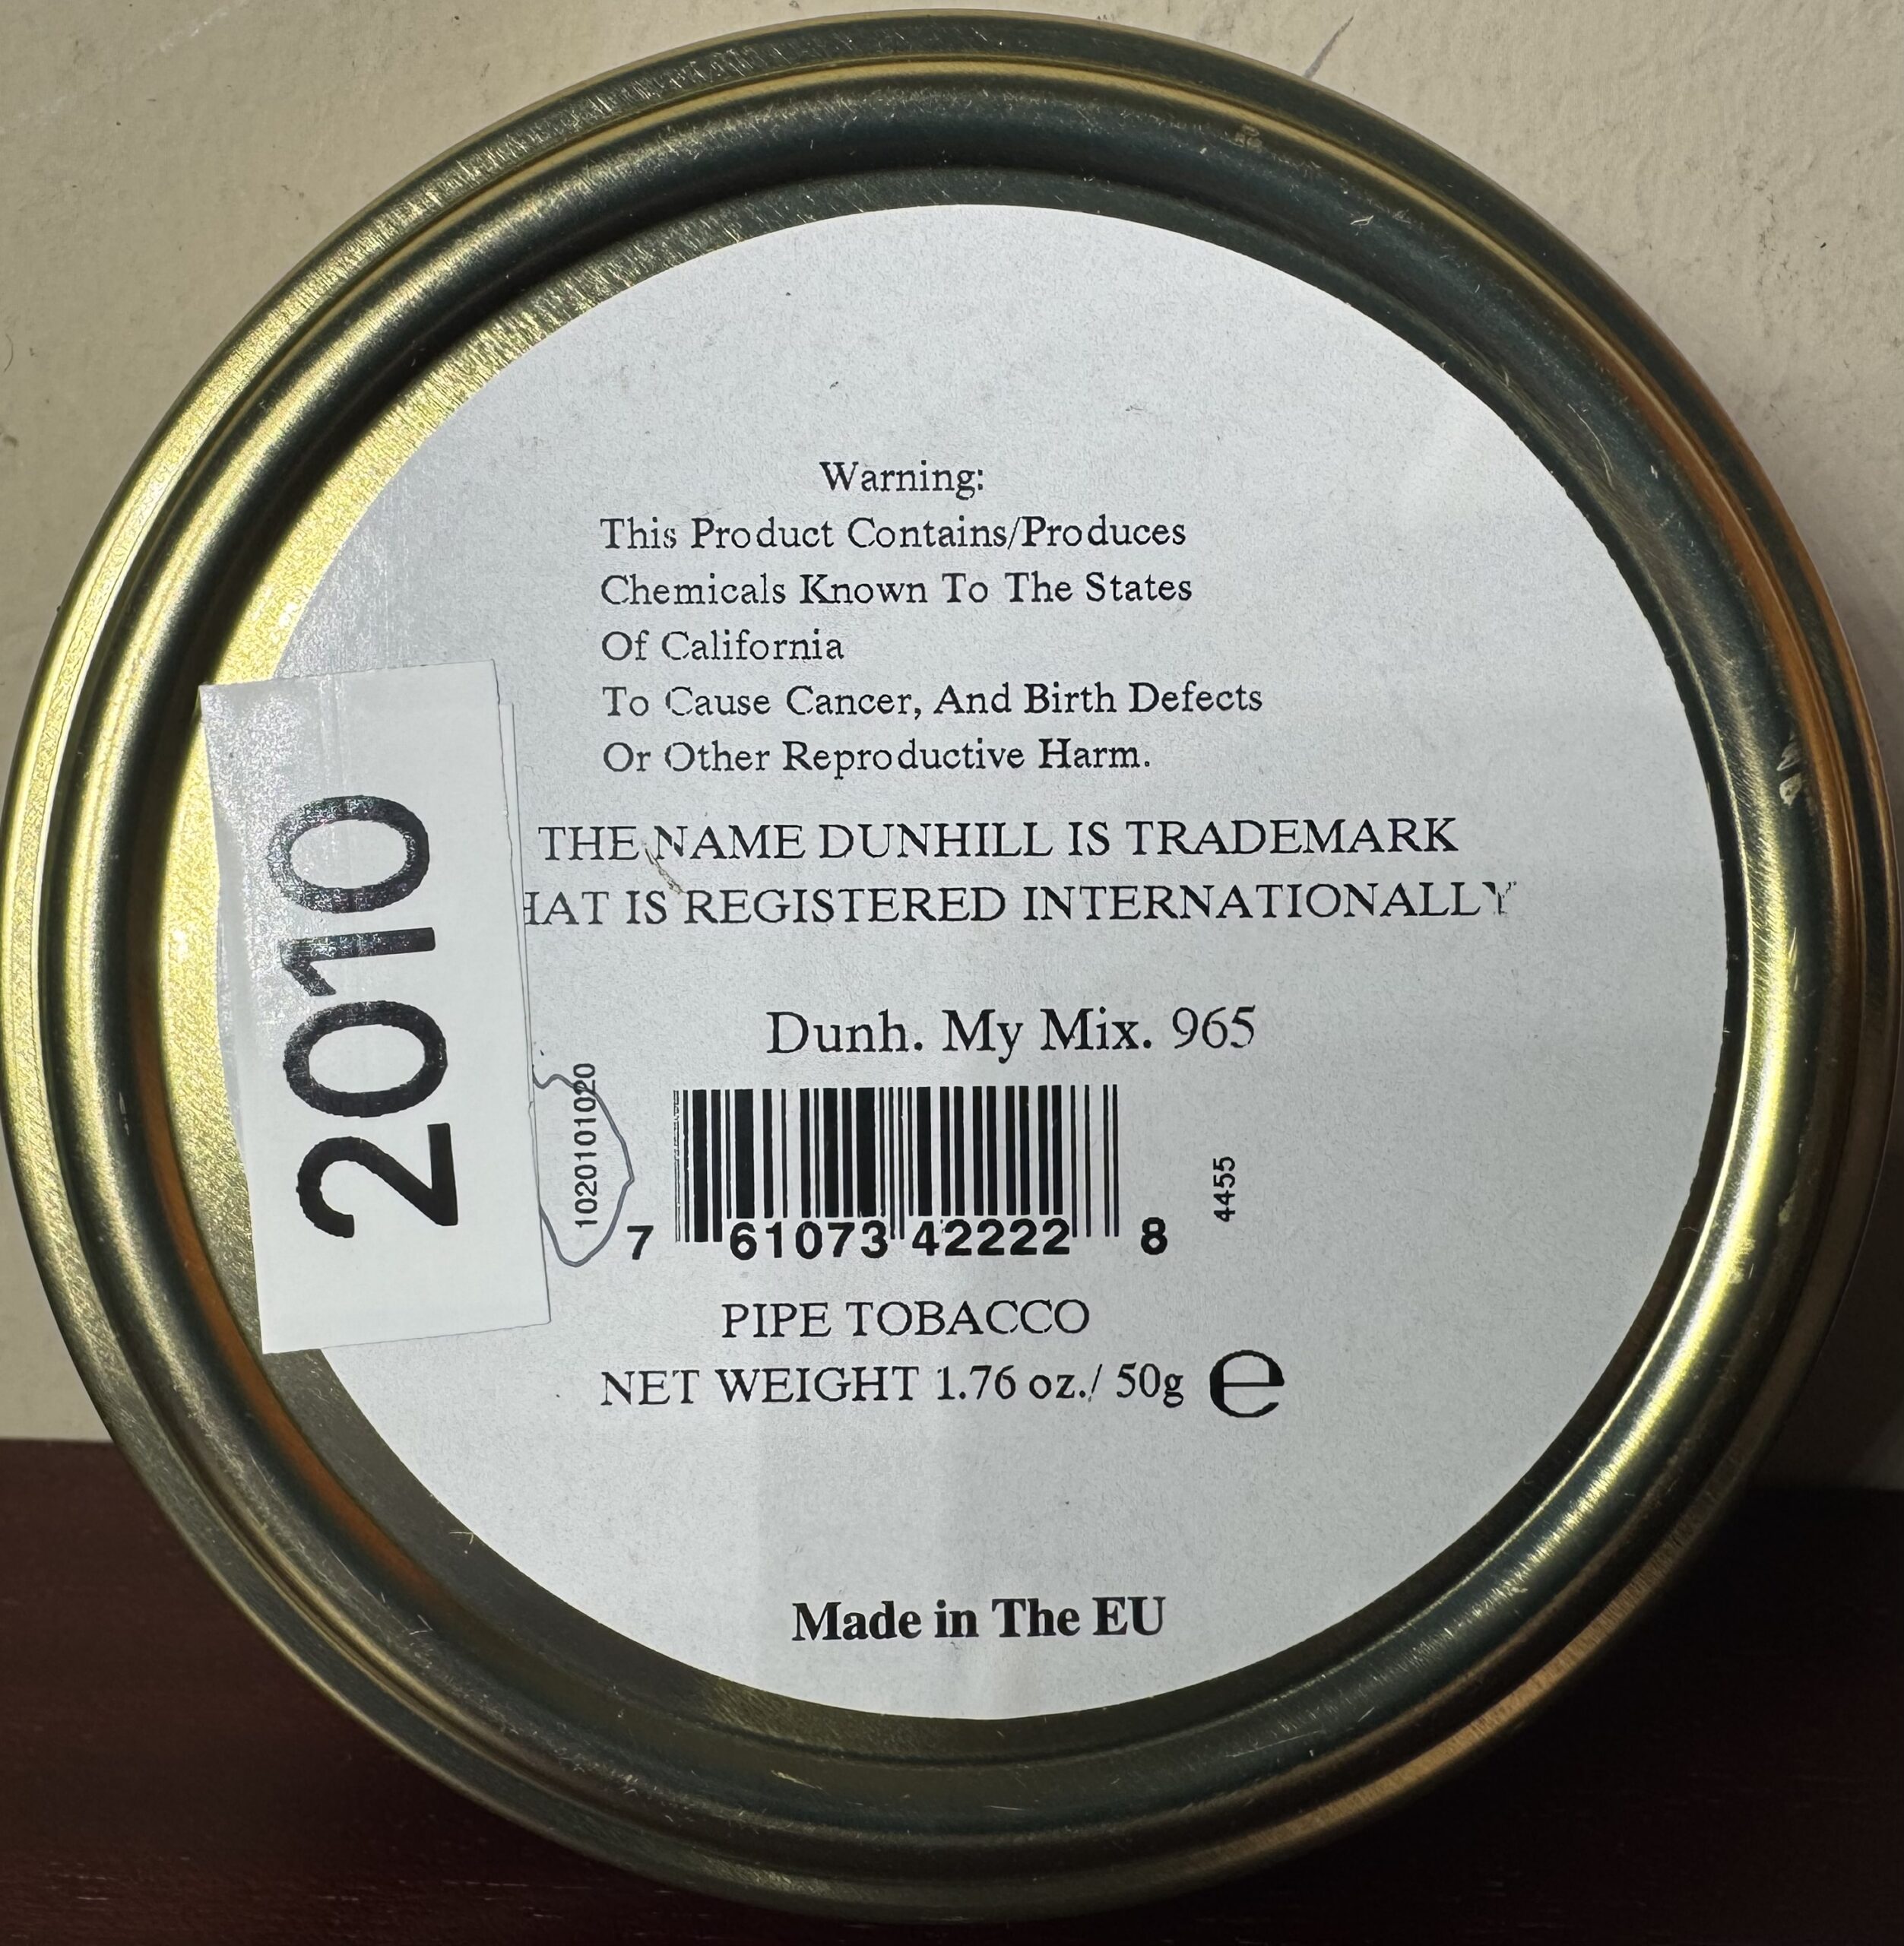 Warning:
This Product Contains/Produces
Chemicals Known To The States
Of California
To Cause Cancer, And Birth Defects
Or Other Reproductive Harm.
THE NAME DUNHILL IS TRADEMARK
HAT IS REGISTERED INTERNATIONALLY
2010
Dunh. My Mix. 965
1020101020
7 61073 42222 8
4455
PIPE TOBACCO
NET WEIGHT 1.76 oz./ 50g e
Made in The EU